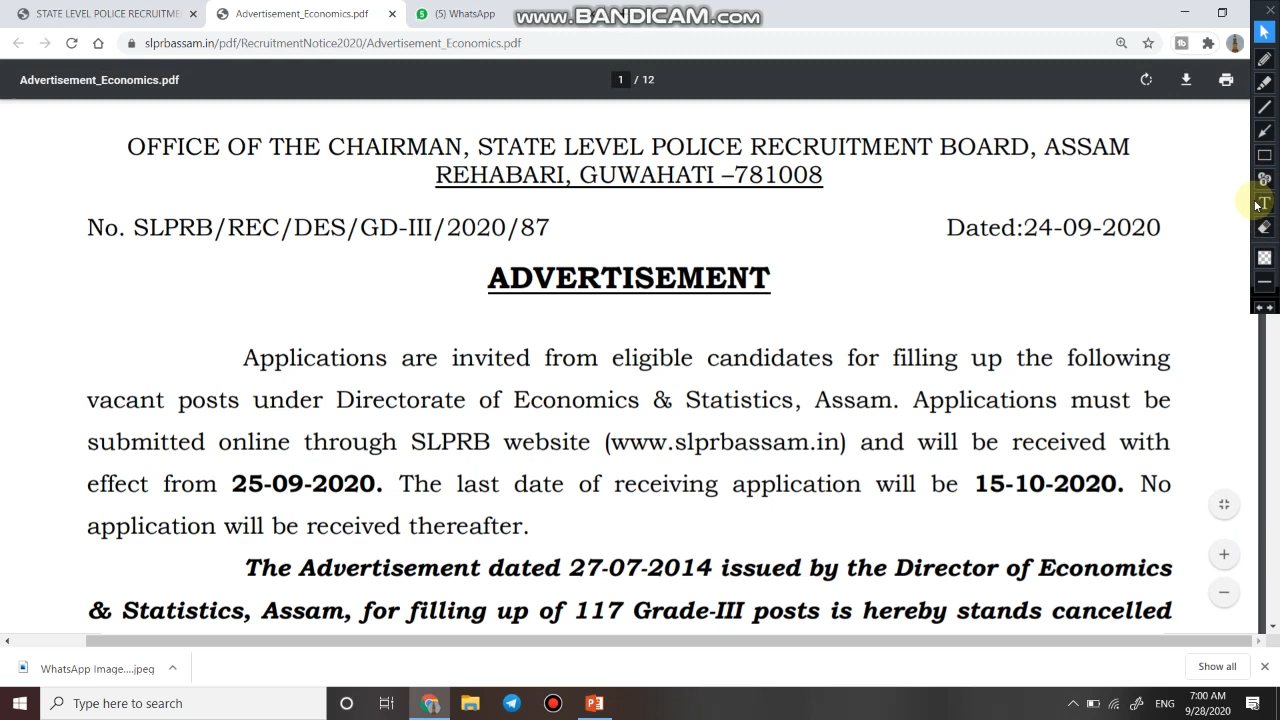 STATE LEVEL POLICE RECRUITME
Advertisement_Economics.pdf
(5) WhatsApp
www.BANDICAM.com
slprbassam.in/pdf/RecruitmentNotice2020/Advertisement_Economics.pdf
Advertisement_Economics.pdf
1 / 12
OFFICE OF THE CHAIRMAN, STATE LEVEL POLICE RECRUITMENT BOARD, ASSAM
REHABARI, GUWAHATI –781008
No. SLPRB/REC/DES/GD-III/2020/87 Dated:24-09-2020
ADVERTISEMENT
Applications are invited from eligible candidates for filling up the following
vacant posts under Directorate of Economics & Statistics, Assam. Applications must be
submitted online through SLPRB website (www.slprbassam.in) and will be received with
effect from 25-09-2020. The last date of receiving application will be 15-10-2020. No
application will be received thereafter.
The Advertisement dated 27-07-2014 issued by the Director of Economics
& Statistics, Assam, for filling up of 117 Grade-III posts is hereby stands cancelled
WhatsApp Image....jpeg
Show all
Type here to search
ENG
7:00 AM
9/28/2020